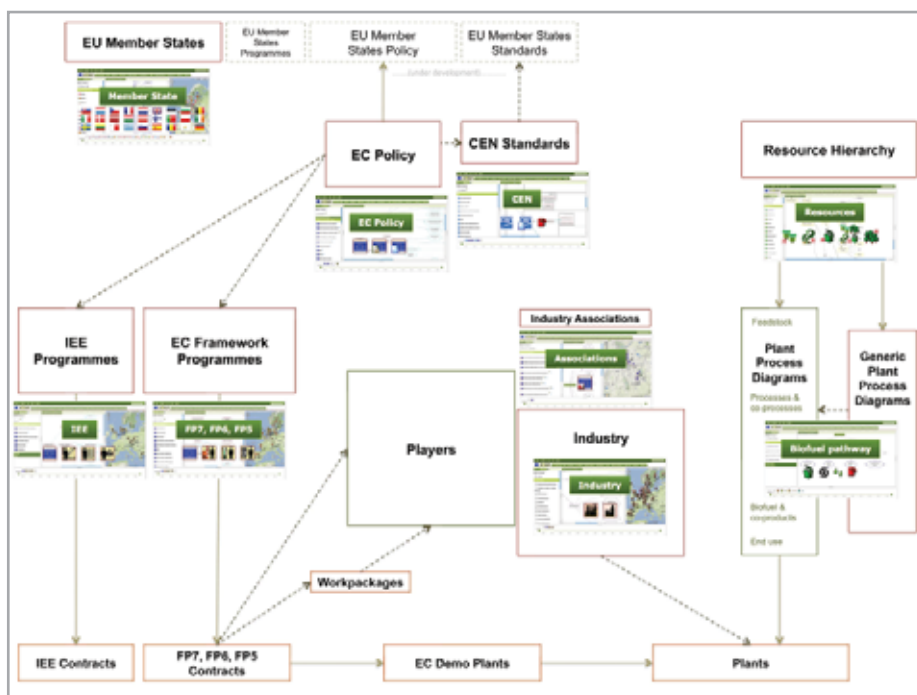 EU Member States
EU Member
States
Programmes
EU Member
States Policy
EU Member States
Standards
(under development)
Member State
EC Policy
CEN Standards
Resource Hierarchy
EC Policy
CEN
Resources
IEE
Programmes
EC Framework
Programmes
Industry Associations
Associations
Feedstock
Plant
Process
Diagrams
Processes &
co-processes
Generic
Plant
Process
Diagrams
IEE
FP7, FP6, FP5
Players
Industry
Industry
Biofuel pathway
Biofuel &
co-products
End use
Workpackages
IEE Contracts
FP7, FP6, FP5
Contracts
EC Demo Plants
Plants